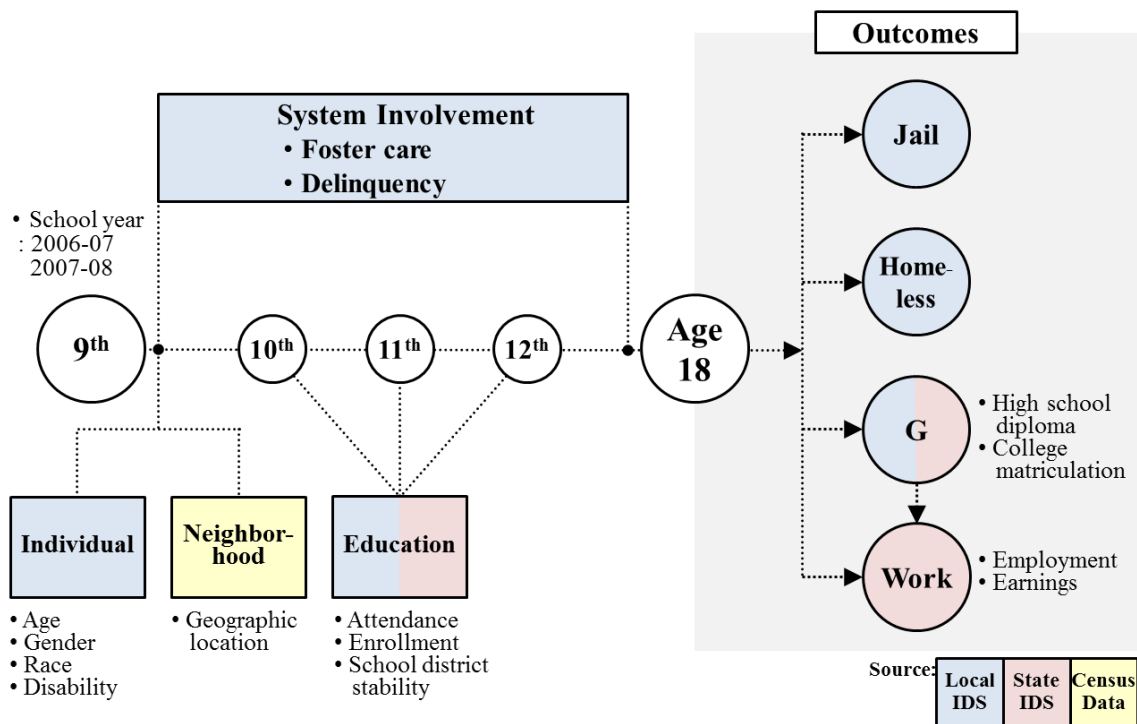 Outcomes
System Involvement
• Foster care
• Delinquency
Jail
• School year
: 2006-07
2007-08
Home-
less
9th
10th
11th
12th
Age
18
G
• High school
diploma
• College
matriculation
Individual
Neighbor-
hood
Education
Work
• Employment
• Earnings
• Age
• Gender
• Race
• Disability
• Geographic
location
• Attendance
• Enrollment
• School district
stability
Source:
Local
IDS
State
IDS
Census
Data